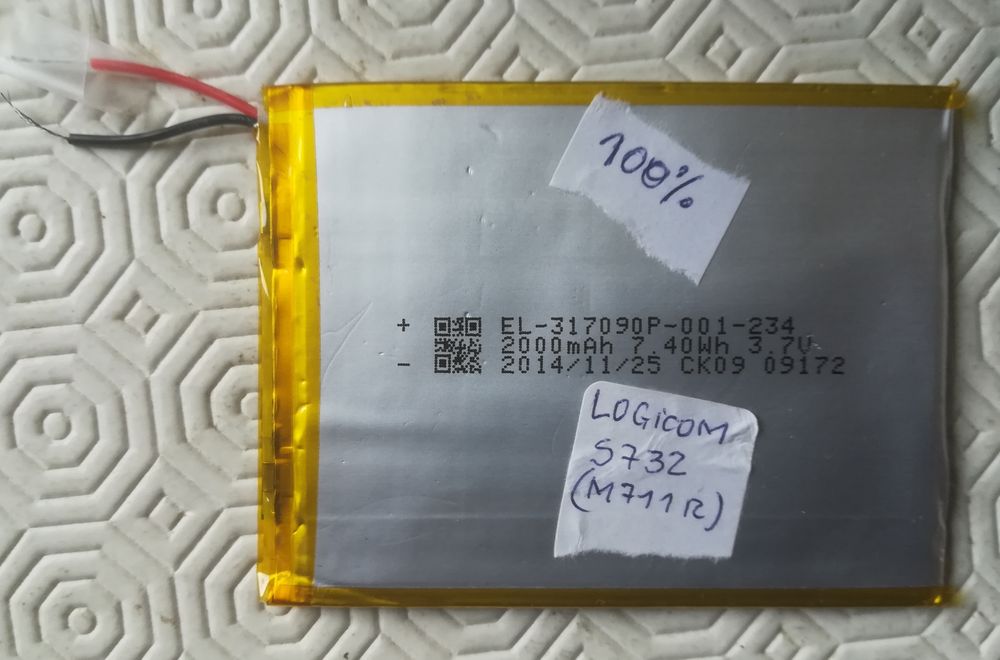 100%
+ EL-317090P-001-234
2000mAh 7.40Wh 3.7V
- 2014/11/25 CK09 09172
LOGiCOM
S732
(M711R)